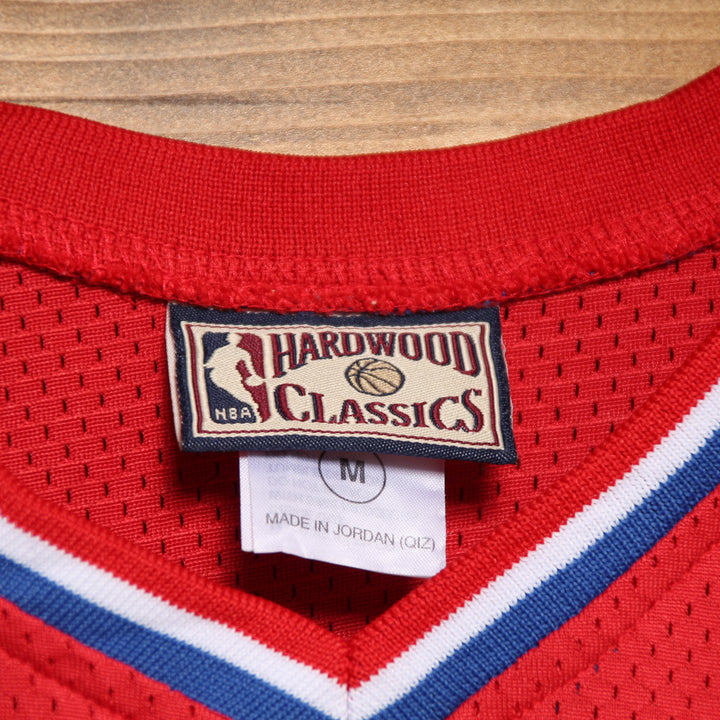 HARDWOOD
NBA CLASSICS
M
MADE IN JORDAN (QIZ)